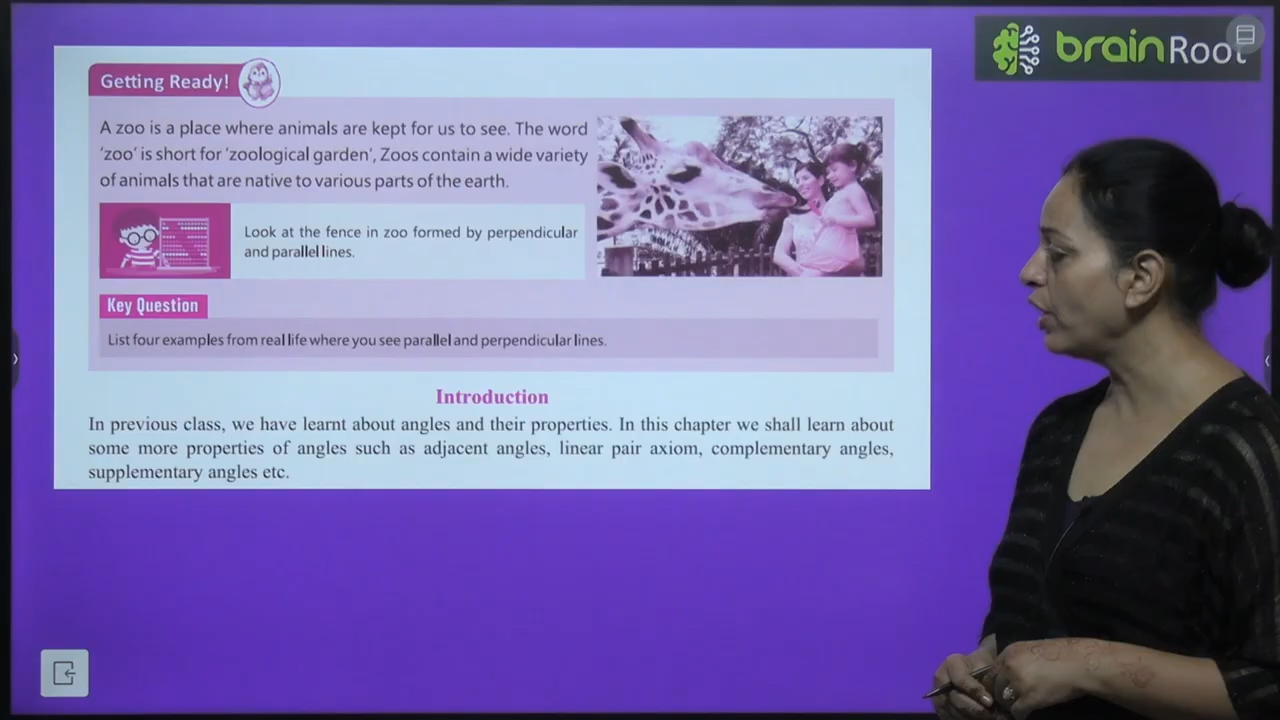 brainRoot
Getting Ready!
A zoo is a place where animals are kept for us to see. The word
‘zoo’ is short for ‘zoological garden’, Zoos contain a wide variety
of animals that are native to various parts of the earth.
Look at the fence in zoo formed by perpendicular
and parallel lines.
Key Question
List four examples from real life where you see parallel and perpendicular lines.
Introduction
In previous class, we have learnt about angles and their properties. In this chapter we shall learn about
some more properties of angles such as adjacent angles, linear pair axiom, complementary angles,
supplementary angles etc.